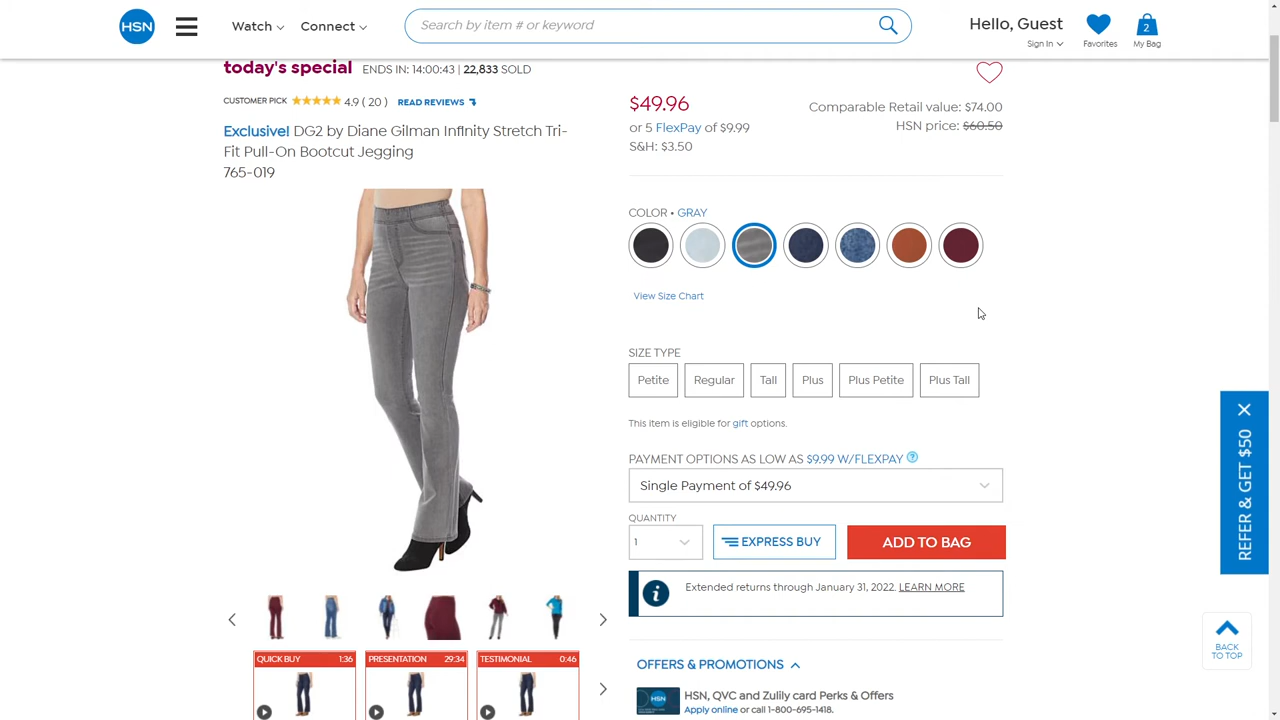 HSN
Watch
Connect
Search by item # or keyword
Hello, Guest
Sign In
Favorites
2
My Bag
today's special ENDS IN: 14:00:43 | 22,833 SOLD
CUSTOMER PICK 4.9 ( 20 ) READ REVIEWS
Exclusive! DG2 by Diane Gilman Infinity Stretch Tri-
Fit Pull-On Bootcut Jegging
765-019
QUICK BUY 1:36
PRESENTATION 29:34
TESTIMONIAL 0:46
$49.96
or 5 FlexPay of $9.99
S&H: $3.50
Comparable Retail value: $74.00
HSN price: $60.50
COLOR • GRAY
View Size Chart
SIZE TYPE
Petite
Regular
Tall
Plus
Plus Petite
Plus Tall
This item is eligible for gift options.
PAYMENT OPTIONS AS LOW AS $9.99 W/FLEXPAY ?
Single Payment of $49.96
QUANTITY
1
EXPRESS BUY
ADD TO BAG
i
Extended returns through January 31, 2022. LEARN MORE
OFFERS & PROMOTIONS
HSN
HSN, QVC and Zulily card Perks & Offers
Apply online or call 1-800-695-1418.
REFER & GET $50
BACK
TO TOP